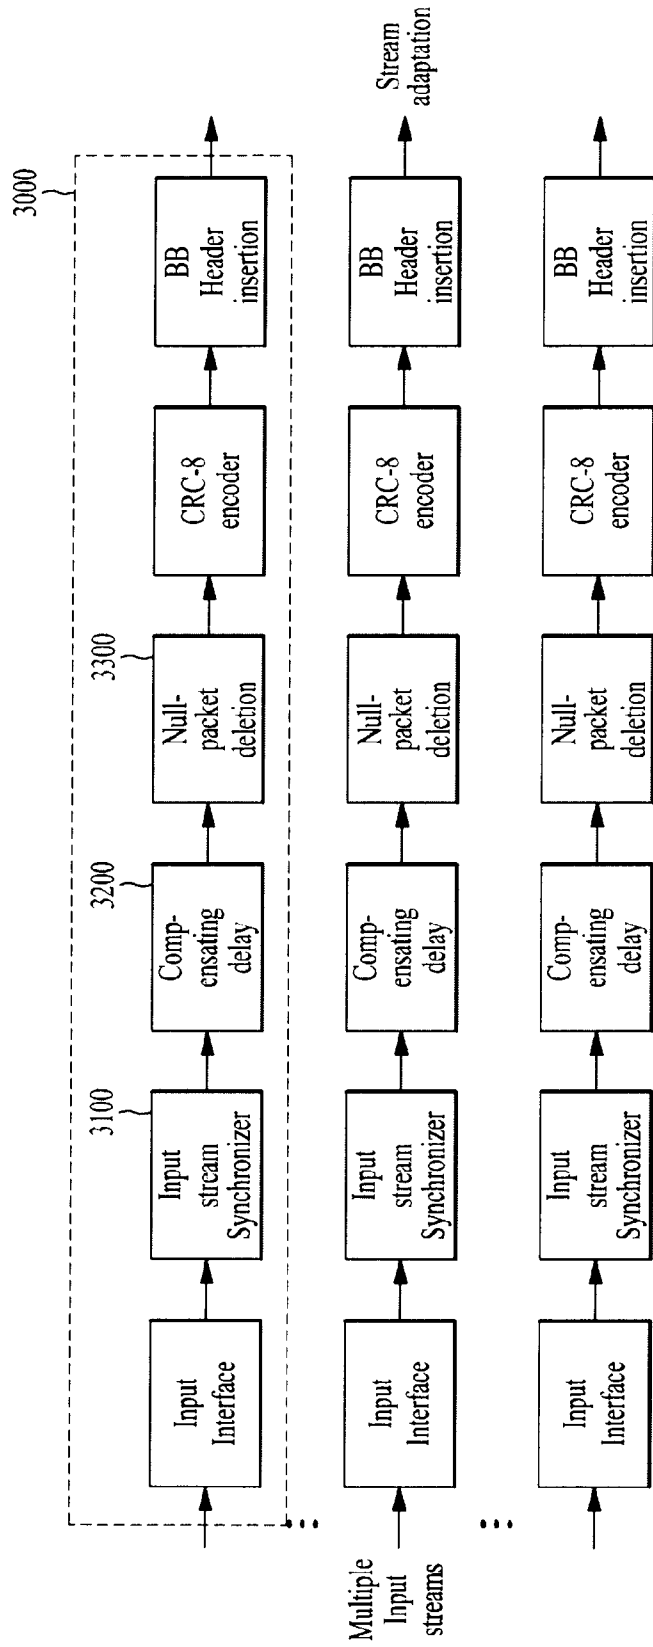 3000
3100
3200
3300
Input
Interface
Input
stream
Synchronizer
Comp-
ensating
delay
Null-
packet
deletion
CRC-8
encoder
BB
Header
insertion
Multiple
Input
streams
Input
Interface
Input
stream
Synchronizer
Comp-
ensating
delay
Null-
packet
deletion
CRC-8
encoder
BB
Header
insertion
Stream
adaptation
Input
Interface
Input
stream
Synchronizer
Comp-
ensating
delay
Null-
packet
deletion
CRC-8
encoder
BB
Header
insertion